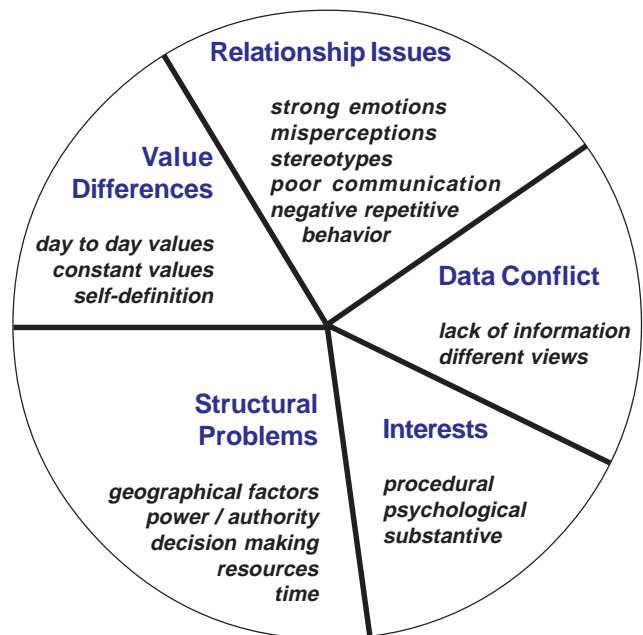 Relationship Issues
strong emotions
misperceptions
stereotypes
poor communication
negative repetitive
behavior
Value
Differences
day to day values
constant values
self-definition
Data Conflict
lack of information
different views
Structural
Problems
geographical factors
power / authority
decision making
resources
time
Interests
procedural
psychological
substantive